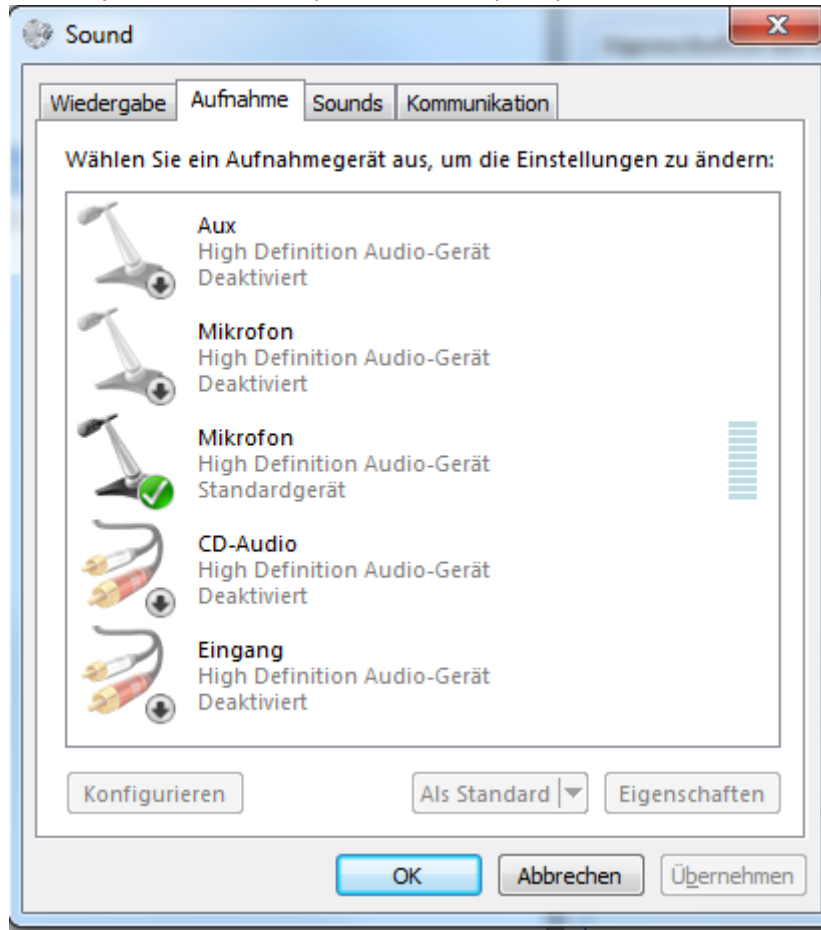 Sound
Wiedergabe Aufnahme Sounds Kommunikation
Wählen Sie ein Aufnahmegerät aus, um die Einstellungen zu ändern:
Aux
High Definition Audio-Gerät
Deaktiviert
Mikrofon
High Definition Audio-Gerät
Deaktiviert
Mikrofon
High Definition Audio-Gerät
Standardgerät
CD-Audio
High Definition Audio-Gerät
Deaktiviert
Eingang
High Definition Audio-Gerät
Deaktiviert
Konfigurieren Als Standard Eigenschaften
OK Abbrechen Übernehmen